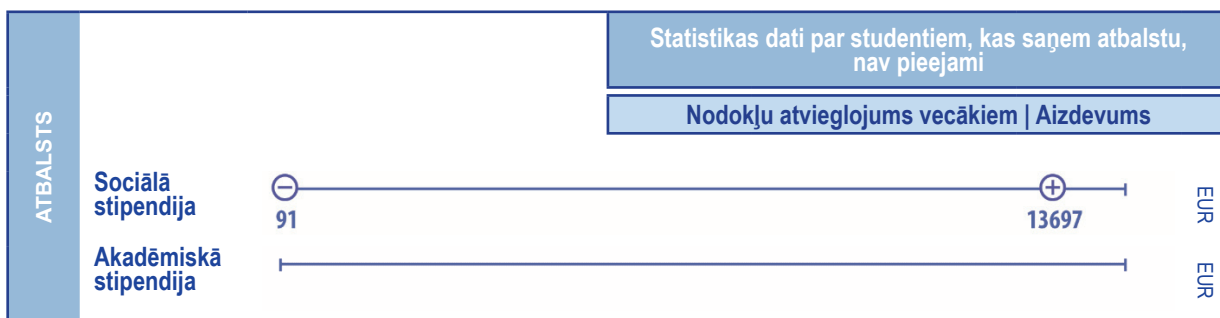 Statistikas dati par studentiem, kas saņem atbalstu,
nav pieejami
Nodokļu atvieglojums vecākiem | Aizdevums
ATBALSTS
Sociālā
stipendija
91
13697
EUR
Akadēmiskā
stipendija
EUR